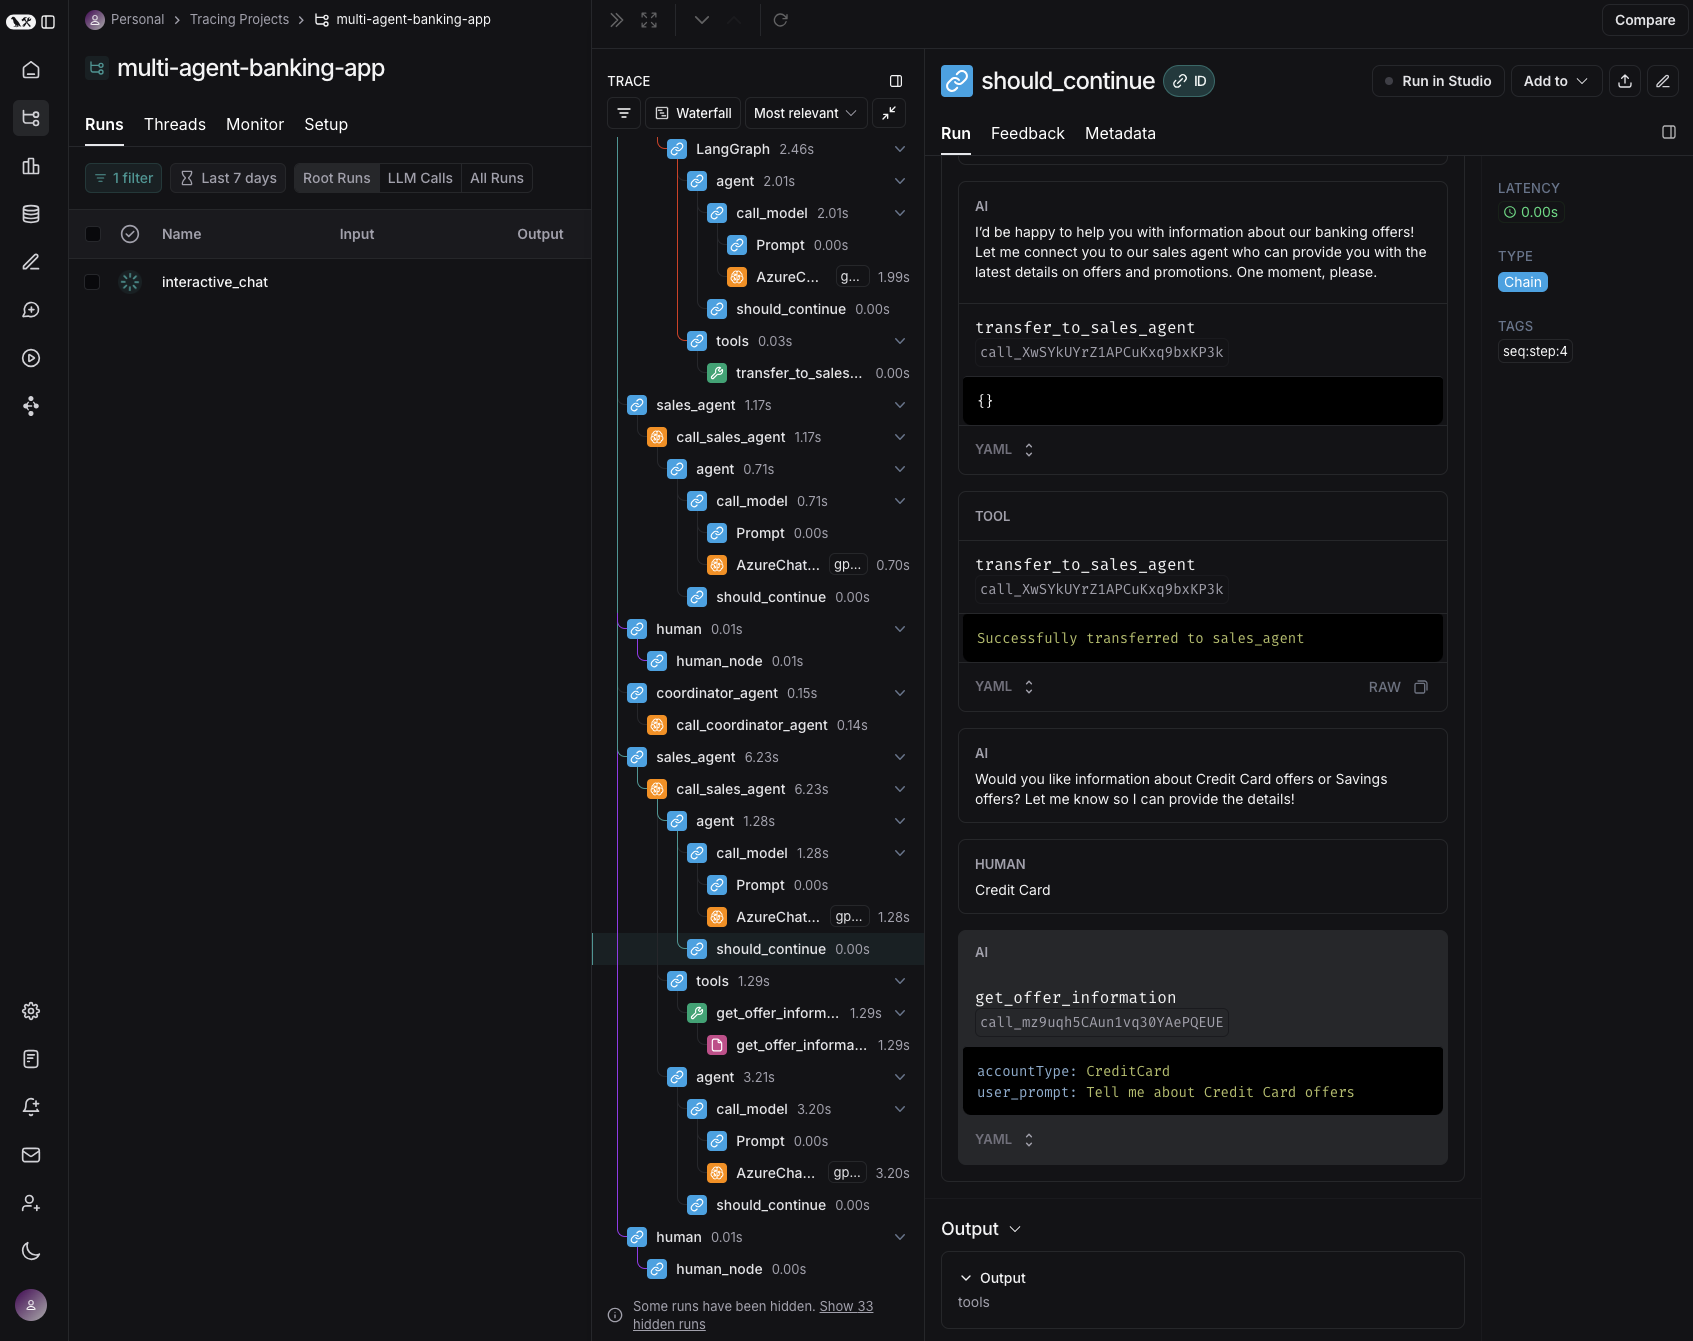 Personal > Tracing Projects > multi-agent-banking-app
multi-agent-banking-app
Runs Threads Monitor Setup
1 filter Last 7 days Root Runs LLM Calls All Runs
Name Input Output
interactive_chat
TRACE
Waterfall Most relevant
LangGraph 2.46s
agent 2.01s
call_model 2.01s
Prompt 0.00s
AzureC... g... 1.99s
should_continue 0.00s
tools 0.03s
transfer_to_sales... 0.00s
sales_agent 1.17s
call_sales_agent 1.17s
agent 0.71s
call_model 0.71s
Prompt 0.00s
AzureChat... gp... 0.70s
should_continue 0.00s
human 0.01s
human_node 0.01s
coordinator_agent 0.15s
call_coordinator_agent 0.14s
sales_agent 6.23s
call_sales_agent 6.23s
agent 1.28s
call_model 1.28s
Prompt 0.00s
AzureChat... gp... 1.28s
should_continue 0.00s
tools 1.29s
get_offer_inform... 1.29s
get_offer_informa... 1.29s
agent 3.21s
call_model 3.20s
Prompt 0.00s
AzureCha... gp... 3.20s
should_continue 0.00s
human 0.01s
human_node 0.00s
Some runs have been hidden. Show 33
hidden runs
Compare
should_continue ID
Run in Studio Add to
Run Feedback Metadata
AI
I'd be happy to help you with information about our banking offers!
Let me connect you to our sales agent who can provide you with the
latest details on offers and promotions. One moment, please.
transfer_to_sales_agent
call_XwSYkUYrZ1APCuKxq9bxKP3k
{}
YAML
TOOL
transfer_to_sales_agent
call_XwSYkUYrZ1APCuKxq9bxKP3k
Successfully transferred to sales_agent
YAML RAW
AI
Would you like information about Credit Card offers or Savings
offers? Let me know so I can provide the details!
HUMAN
Credit Card
AI
get_offer_information
call_mz9uqh5CAun1vq30YAePQEUE
accountType: CreditCard
user_prompt: Tell me about Credit Card offers
YAML
Output
Output
tools
LATENCY
0.00s
TYPE
Chain
TAGS
seq:step:4